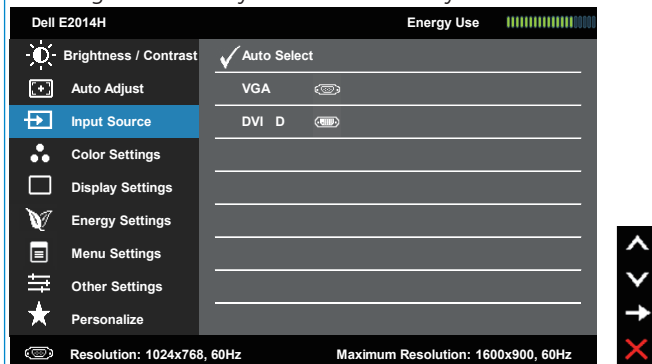 Dell E2014H Energy Use
Brightness / Contrast Auto Select
Auto Adjust VGA
Input Source DVI D
Color Settings
Display Settings
Energy Settings
Menu Settings
Other Settings
Personalize
Resolution: 1024x768, 60Hz Maximum Resolution: 1600x900, 60Hz